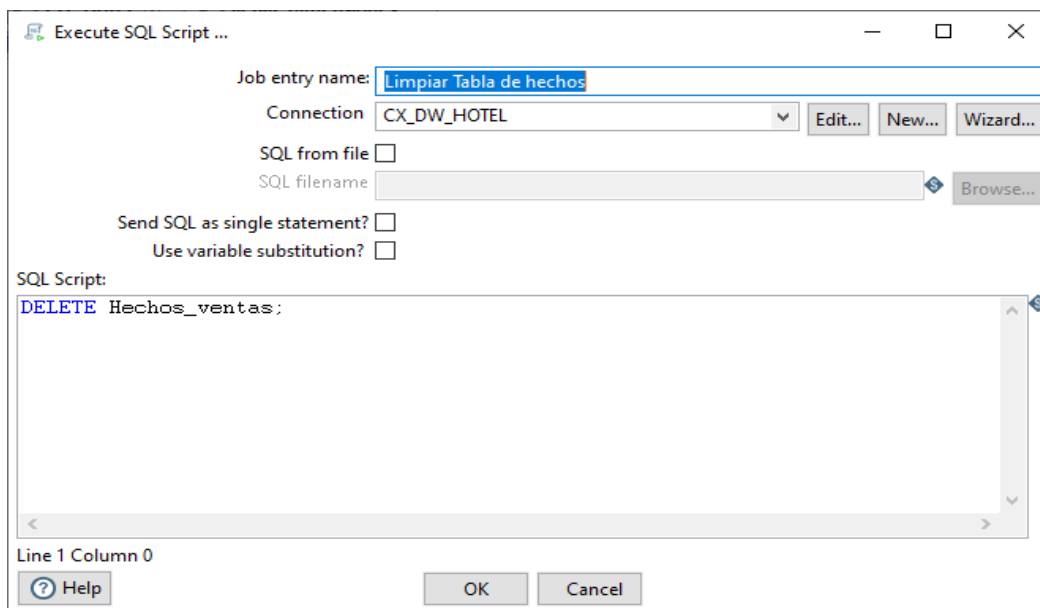 Execute SQL Script ...
Job entry name: Limpiar Tabla de hechos
Connection CX_DW_HOTEL Edit... New... Wizard...
SQL from file
SQL filename Browse...
Send SQL as single statement?
Use variable substitution?
SQL Script:
DELETE Hechos_ventas;
Line 1 Column 0
Help OK Cancel